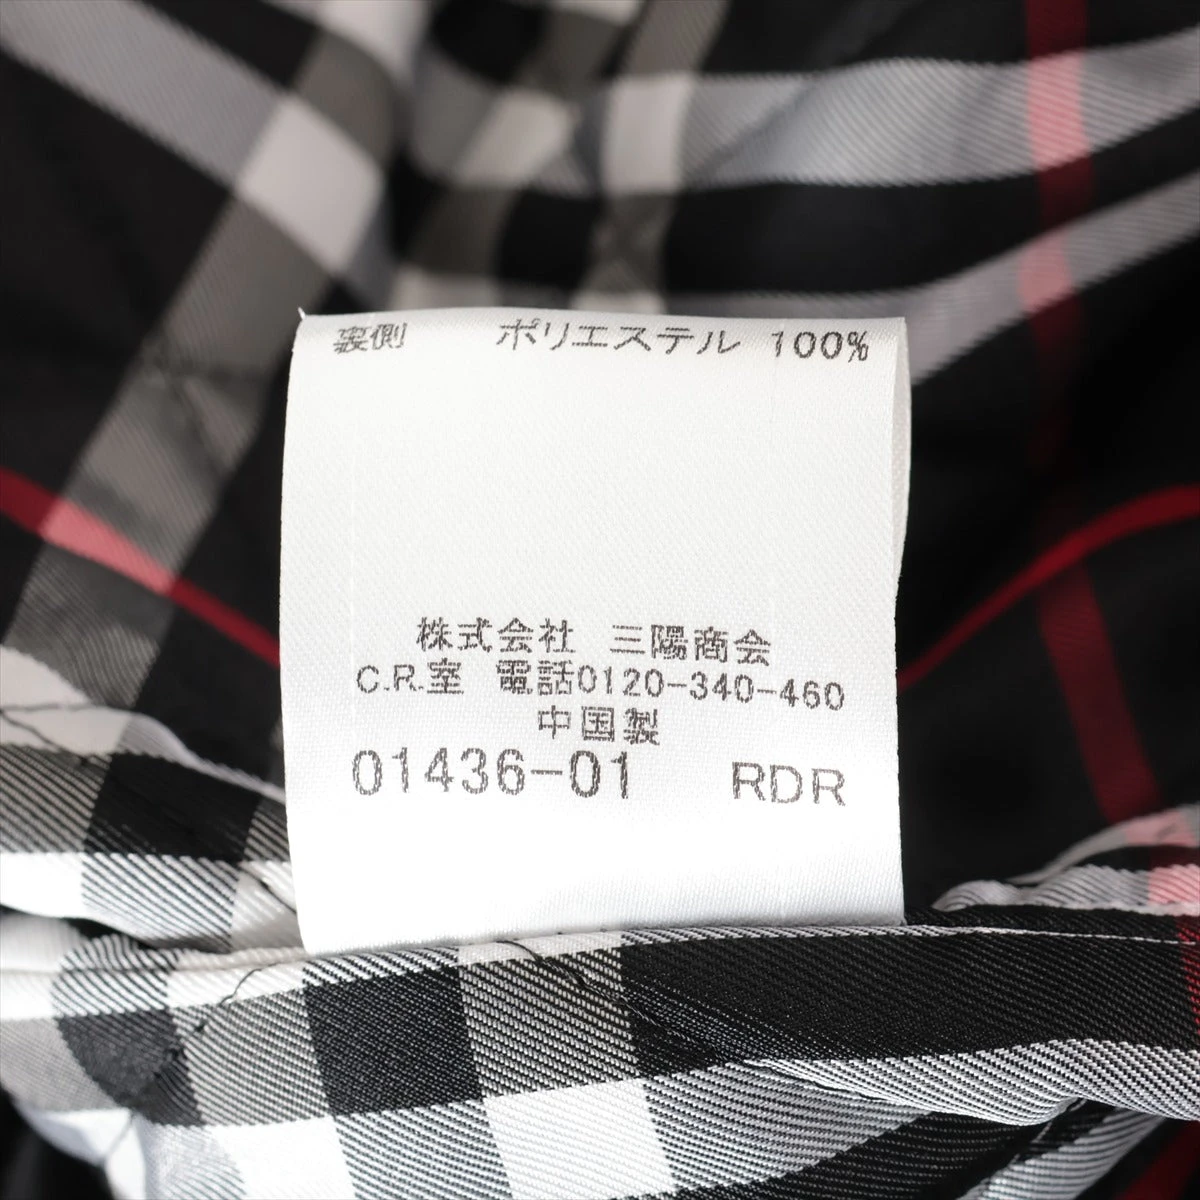 裏側 ポリエステル 100%
株式会社 三陽商会
C.R.室 電話0120-340-460
中国製
01436-01 RDR